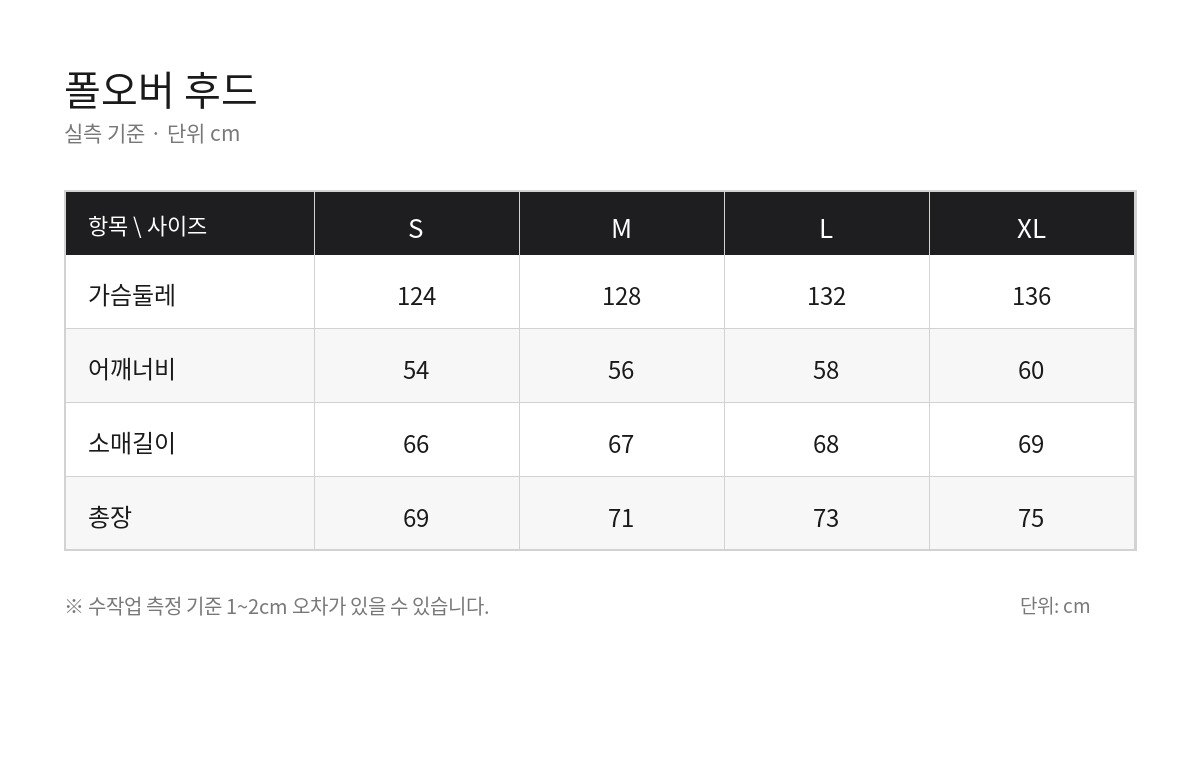 폴오버 후드
실측 기준 · 단위 cm
항목 \ 사이즈 S M L XL
가슴둘레 124 128 132 136
어깨너비 54 56 58 60
소매길이 66 67 68 69
총장 69 71 73 75
※ 수작업 측정 기준 1~2cm 오차가 있을 수 있습니다. 단위: cm